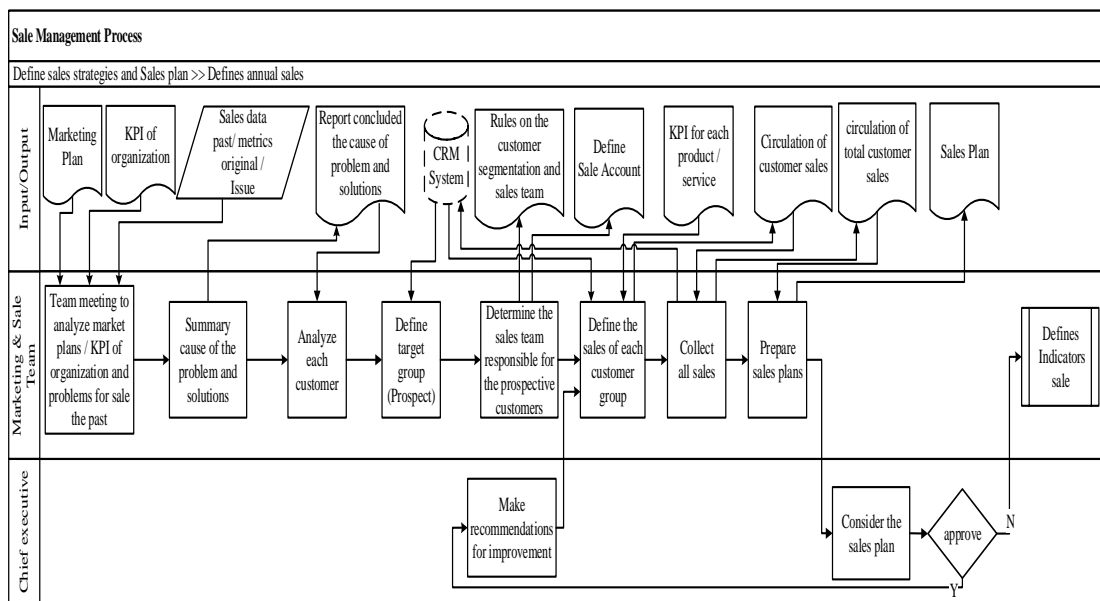 Sale Management Process
Define sales strategies and Sales plan >> Defines annual sales
Input/Output
Marketing
Plan
KPI of
organization
Sales data
past/ metrics
original /
Issue
Report concluded
the cause of
problem and
solutions
CRM
System
Rules on the
customer
segmentation and
sales team
Define
Sale Account
KPI for each
product /
service
Circulation of
customer sales
circulation of
total customer
sales
Sales Plan
Marketing & Sale
Team
Team meeting to
analyze market
plans / KPI of
organization and
problems for sale
the past
Summary
cause of the
problem and
solutions
Analyze
each
customer
Define
target
group
(Prospect)
Determine the
sales team
responsible for
the prospective
customers
Define the
sales of each
customer
group
Collect
all sales
Prepare
sales plans
Defines
Indicators
sale
Chief executive
Make
recommendations
for improvement
Consider the
sales plan
approve
N
Y